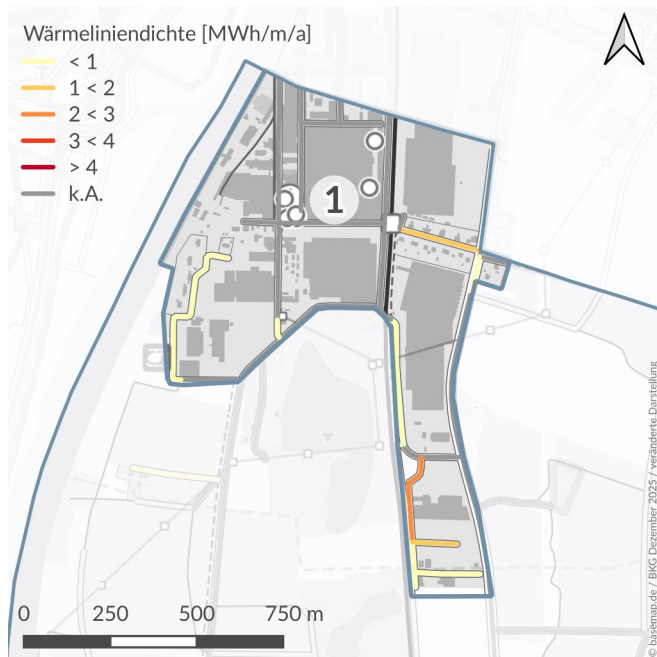 Wärmeliniendichte [MWh/m/a]
< 1
1 < 2
2 < 3
3 < 4
> 4
k.A.
1
0 250 500 750 m
© basemap.de / BKG Dezember 2025 / veränderte Darstellung